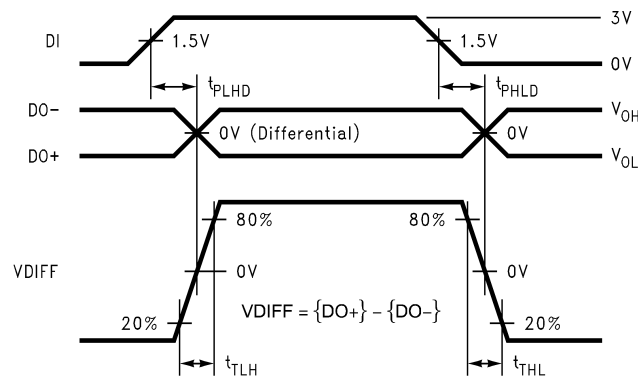 3V
DI
1.5V
1.5V
0V
tPLHD
tPHLD
DO−
VOH
0V (Differential)
0V
DO+
VOL
80%
80%
VDIFF
0V
0V
VDIFF = {DO+} − {DO−}
20%
20%
tTLH
tTHL